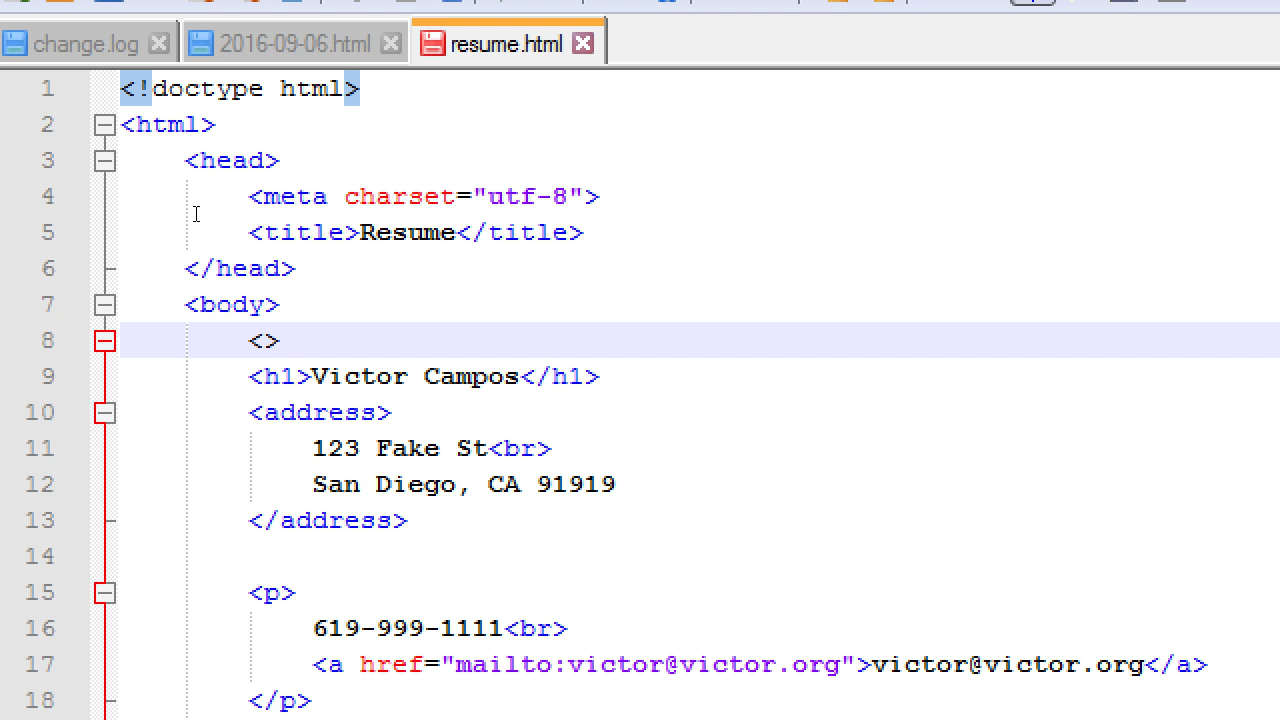 change.log 2016-09-06.html resume.html
1 <!doctype html>
2 <html>
3 <head>
4 <meta charset="utf-8">
5 <title>Resume</title>
6 </head>
7 <body>
8 <>
9 <h1>Victor Campos</h1>
10 <address>
11 123 Fake St<br>
12 San Diego, CA 91919
13 </address>
14
15 <p>
16 619-999-1111<br>
17 <a href="mailto:victor@victor.org">victor@victor.org</a>
18 </p>